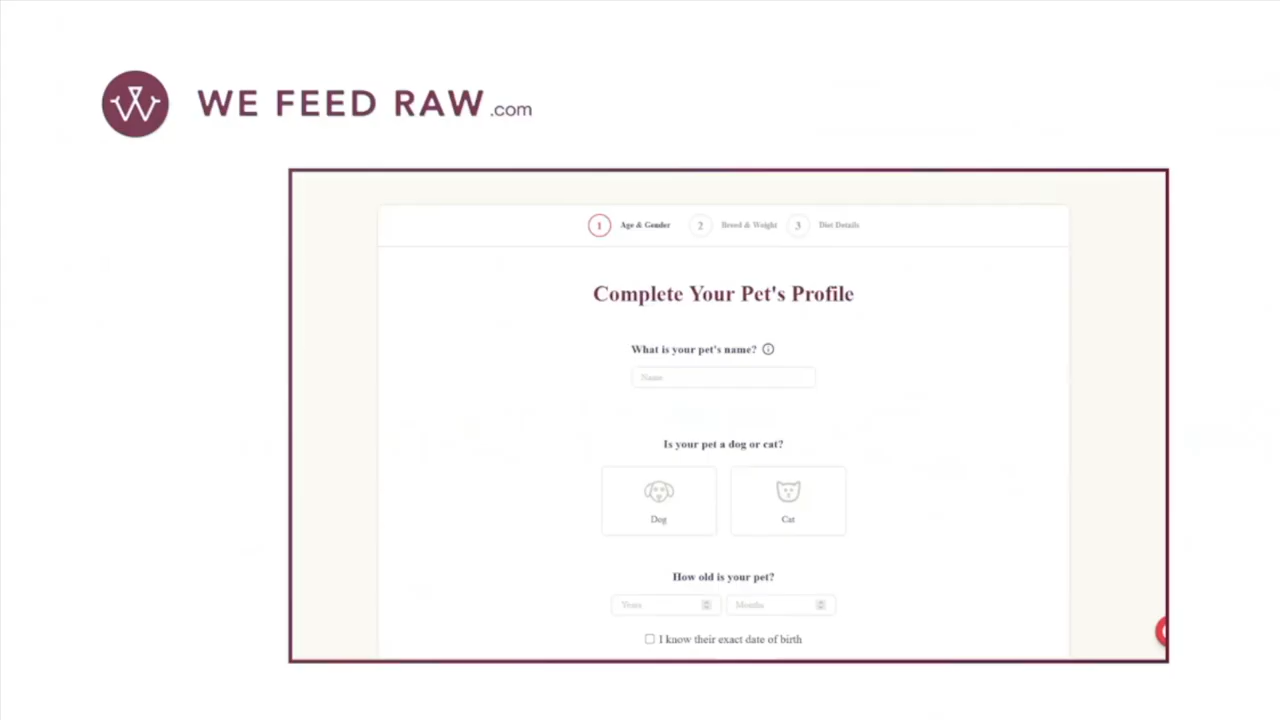 WE FEED RAW.com
1 Age & Gender 2 Breed & Weight 3 Diet Details
Complete Your Pet's Profile
What is your pet's name?
Name
Is your pet a dog or cat?
Dog Cat
How old is your pet?
Years Months
I know their exact date of birth